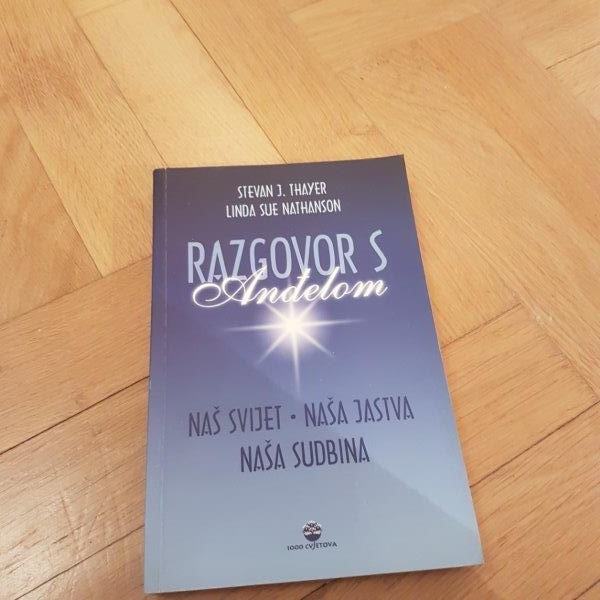 STEVAN J. THAYER
LINDA SUE NATHANSON
RAZGOVOR S
Anđelom
NAŠ SVIJET • NAŠA JASTVA
NAŠA SUDBINA
1000 CVJETOVA